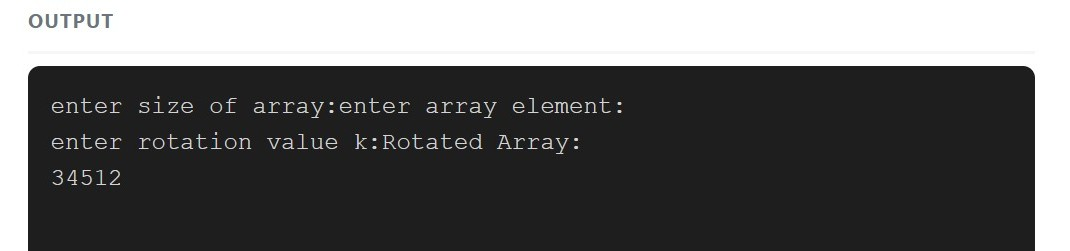 OUTPUT
enter size of array:enter array element:
enter rotation value k:Rotated Array:
34512